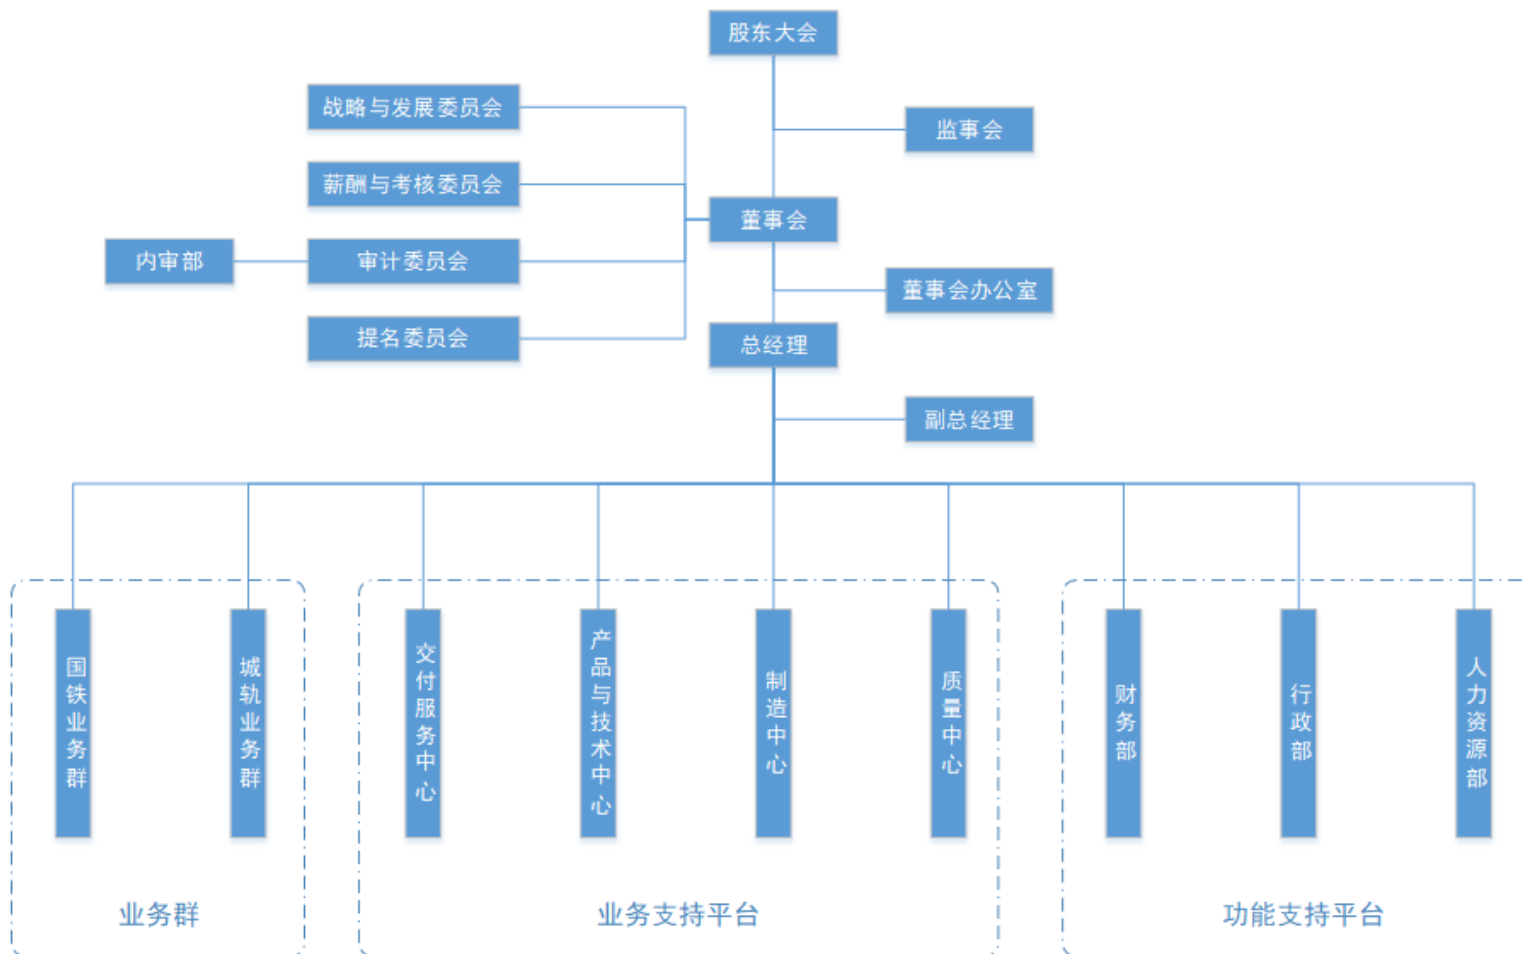 股东大会
战略与发展委员会
监事会
薪酬与考核委员会
董事会
内审部
审计委员会
董事会办公室
提名委员会
总经理
副总经理
国铁业务群
城轨业务群
交付服务中心
产品与技术中心
制造中心
质量中心
财务部
行政部
人力资源部
业务群
业务支持平台
功能支持平台